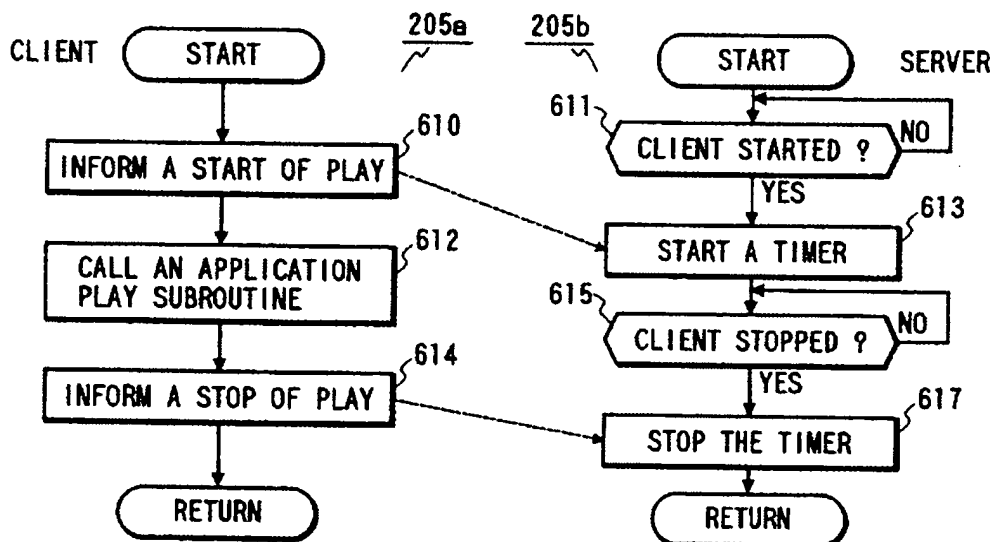 CLIENT
START
205a
610
INFORM A START OF PLAY
612
CALL AN APPLICATION
PLAY SUBROUTINE
614
INFORM A STOP OF PLAY
RETURN
205b
START
SERVER
611
CLIENT STARTED ?
NO
YES
613
START A TIMER
615
CLIENT STOPPED ?
NO
YES
617
STOP THE TIMER
RETURN